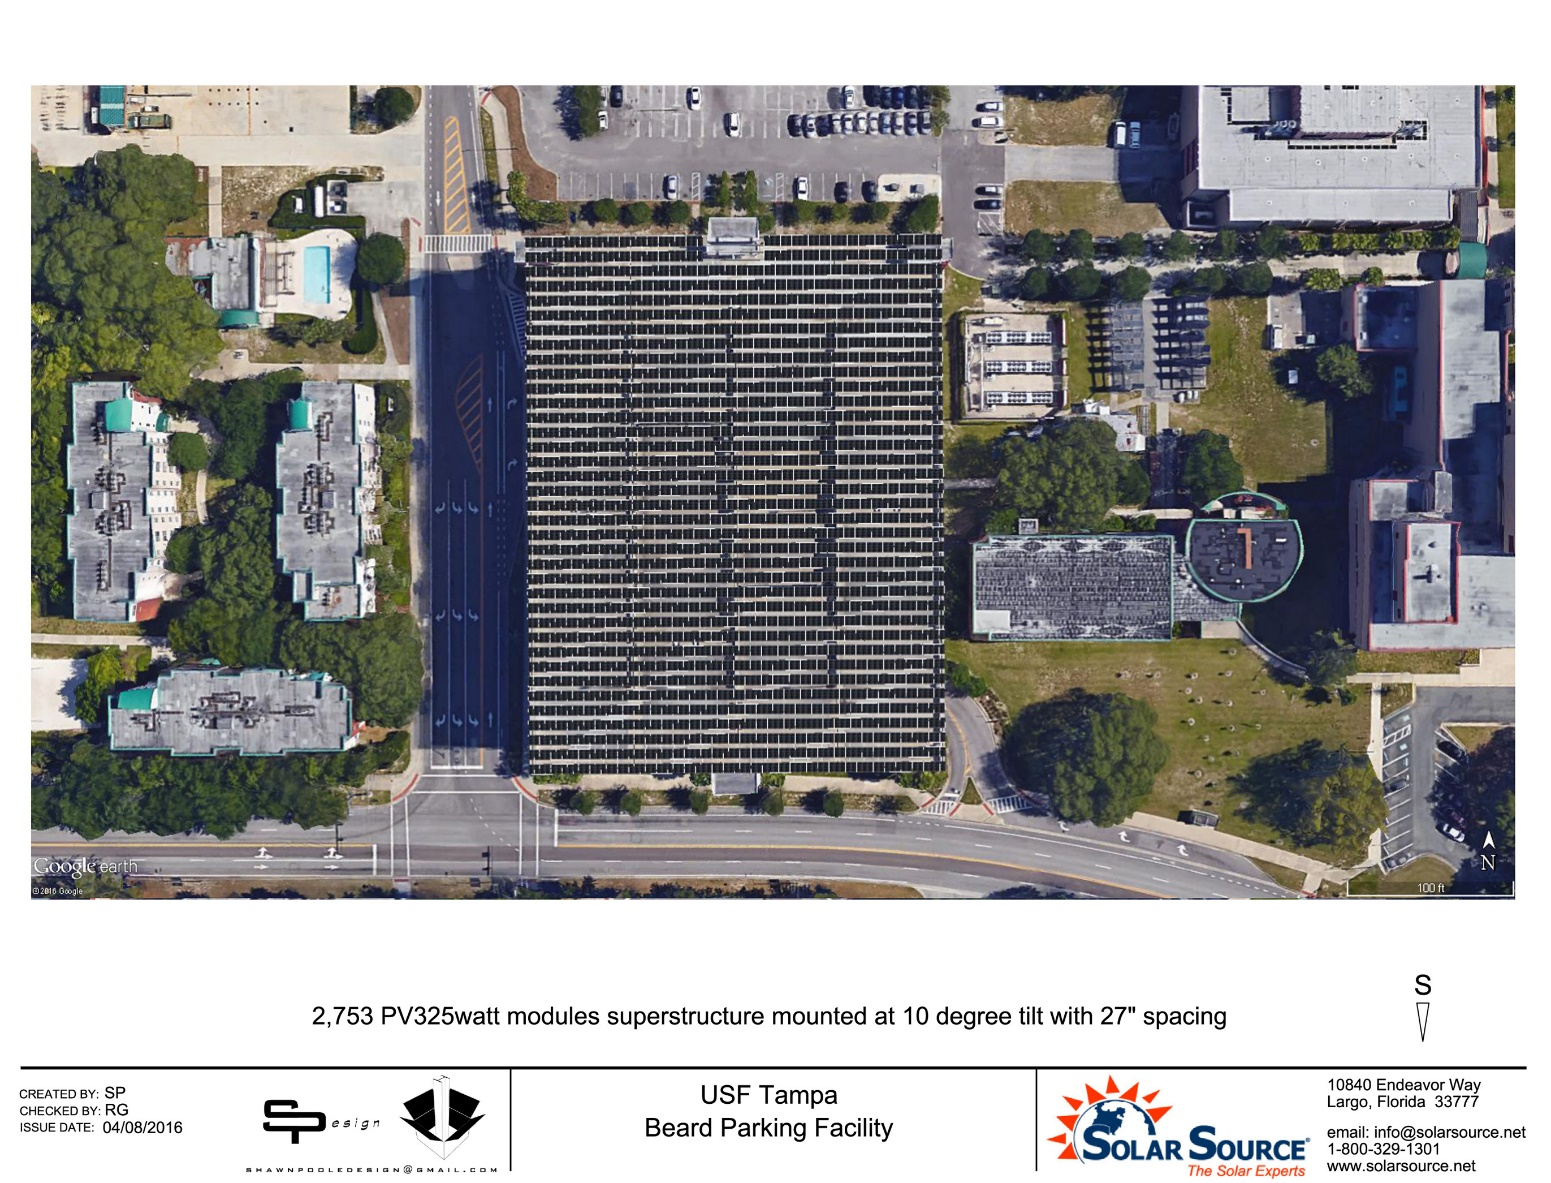 Google earth
© 2016 Google
N
100 ft
S
2,753 PV325watt modules superstructure mounted at 10 degree tilt with 27" spacing
CREATED BY: SP
CHECKED BY: RG
ISSUE DATE: 04/08/2016
SPesign
SHAWNPOOLEDESIGN@GMAIL.COM
USF Tampa
Beard Parking Facility
SOLAR SOURCE®
The Solar Experts
10840 Endeavor Way
Largo, Florida 33777
email: info@solarsource.net
1-800-329-1301
www.solarsource.net